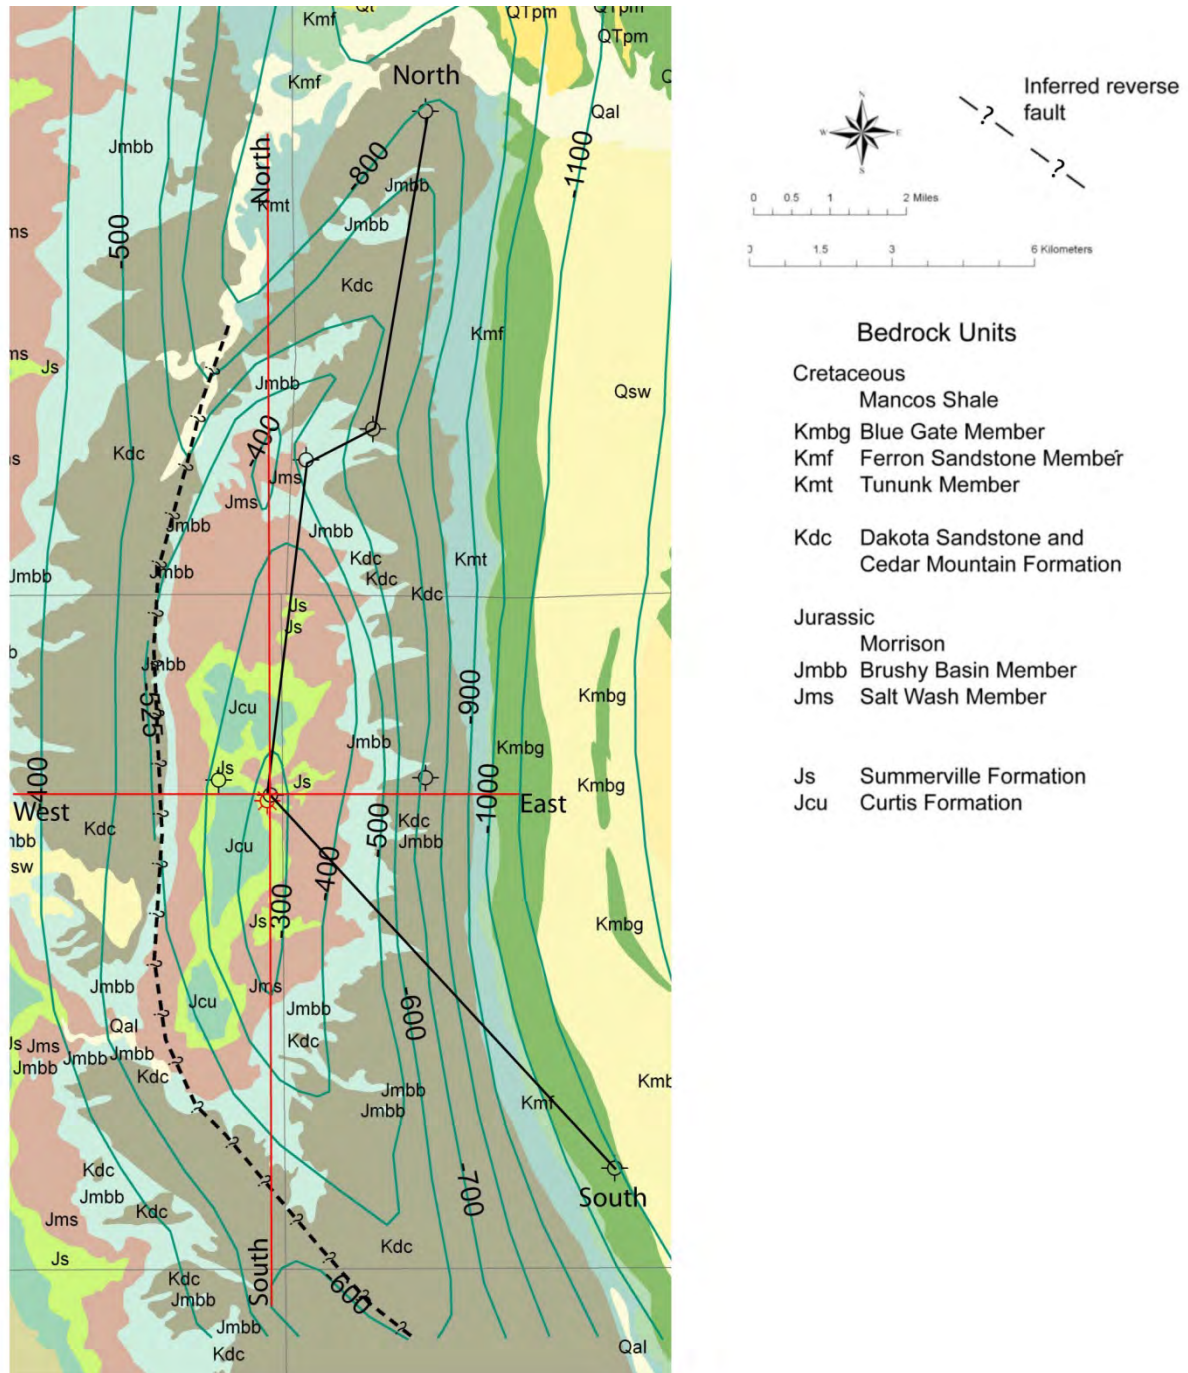 Kmf
Qt
QTpm
QTpm
QTpm
North
Kmf
Qal
Jmbb
-800
-1100
North
Jmbb
Kmt
Jmbb
-500
Kdc
Kmf
Js
Jmbb
Qsw
-400
Kdc
Jms
Jms
Jmbb
Jmbb
Kdc
Kmt
Jmbb
Jmbb
Kdc
Kdc
Js
Js
Jmbb
Kmbg
-900
-525
Jcu
Jmbb
Kmbg
Js
Js
Kmbg
-400
West
East
-1000
Kdc
Kdc
-500
Jmbb
Jcu
-400
sw
-300
Js
Kmbg
Jms
Jmbb
Jcu
Jmbb
-600
Qal
Kdc
Js
Jms
Jmbb
Jmbb
Jmbb
Kdc
Jmbb
Jmbb
Kmf
Kdc
Jmbb
-700
South
Kdc
Jms
Kdc
Js
South
Kdc
-600
Jmbb
Jmbb
Kdc
Qal
N
W
E
S
Inferred reverse
fault
? ?
0 0.5 1 2 Miles
1.5 3 6 Kilometers
Bedrock Units
Cretaceous
Mancos Shale
Kmbg Blue Gate Member
Kmf Ferron Sandstone Member
Kmt Tununk Member
Kdc Dakota Sandstone and
Cedar Mountain Formation
Jurassic
Morrison
Jmbb Brushy Basin Member
Jms Salt Wash Member
Js Summerville Formation
Jcu Curtis Formation